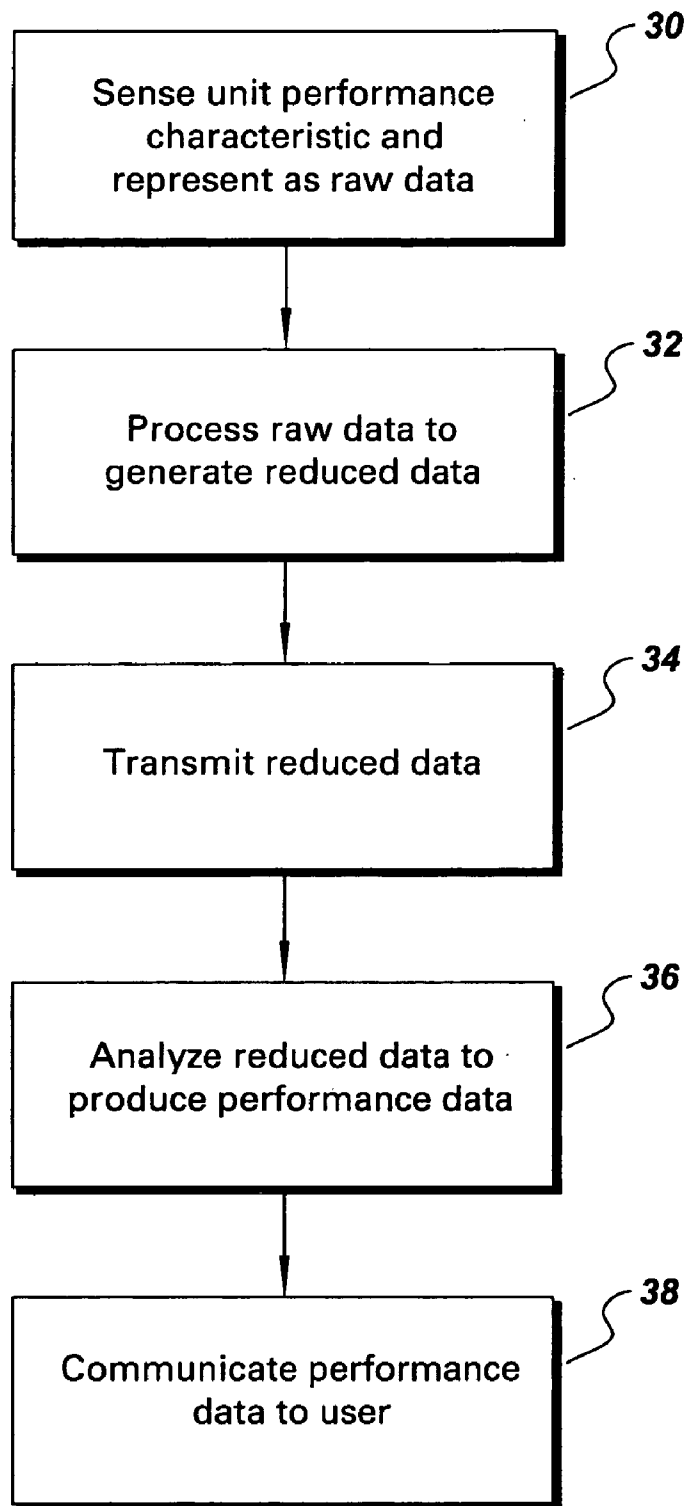 30
Sense unit performance
characteristic and
represent as raw data
32
Process raw data to
generate reduced data
34
Transmit reduced data
36
Analyze reduced data to
produce performance data
38
Communicate performance
data to user